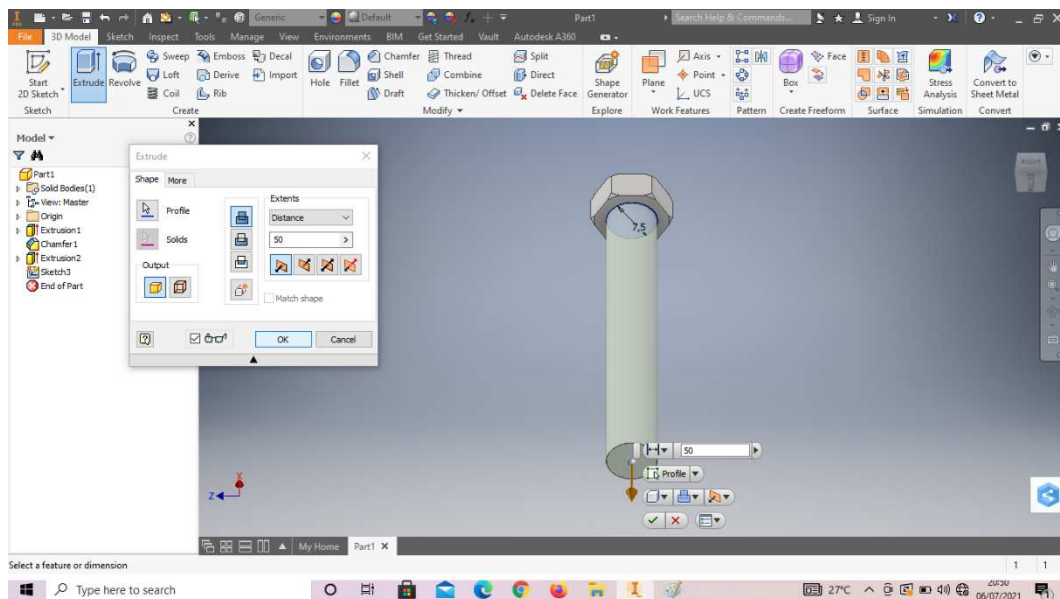 Generic
Default
Part1
Search Help & Commands...
Sign In
File 3D Model Sketch Inspect Tools Manage View Environments BIM Get Started Vault Autodesk A360
Start 2D Sketch
Extrude
Revolve
Sweep
Loft
Coil
Emboss
Derive
Rib
Decal
Import
Hole
Fillet
Chamfer
Shell
Draft
Thread
Combine
Thicken/ Offset
Split
Direct
Delete Face
Shape Generator
Plane
Axis
Point
UCS
Box
Face
Stress Analysis
Convert to Sheet Metal
Sketch Create Modify Explore Work Features Pattern Create Freeform Surface Simulation Convert
Model
Part1
Solid Bodies(1)
View: Master
Origin
Extrusion1
Chamfer1
Extrusion2
Sketch3
End of Part
Extrude
Shape More
Profile
Solids
Output
Extents
Distance
50
Match shape
OK Cancel
7,5
RIGHT
50
Profile
X
Z
My Home Part1
Select a feature or dimension
1 1
Type here to search
27°C
20:50
06/07/2021